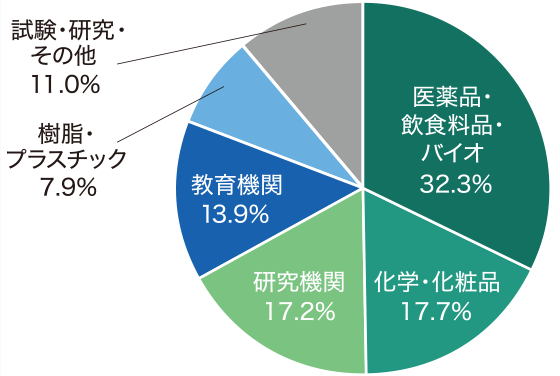 試験・研究・
その他
11.0%
樹脂・
プラスチック
7.9%
医薬品・
飲食料品・
バイオ
32.3%
教育機関
13.9%
研究機関
17.2%
化学・化粧品
17.7%